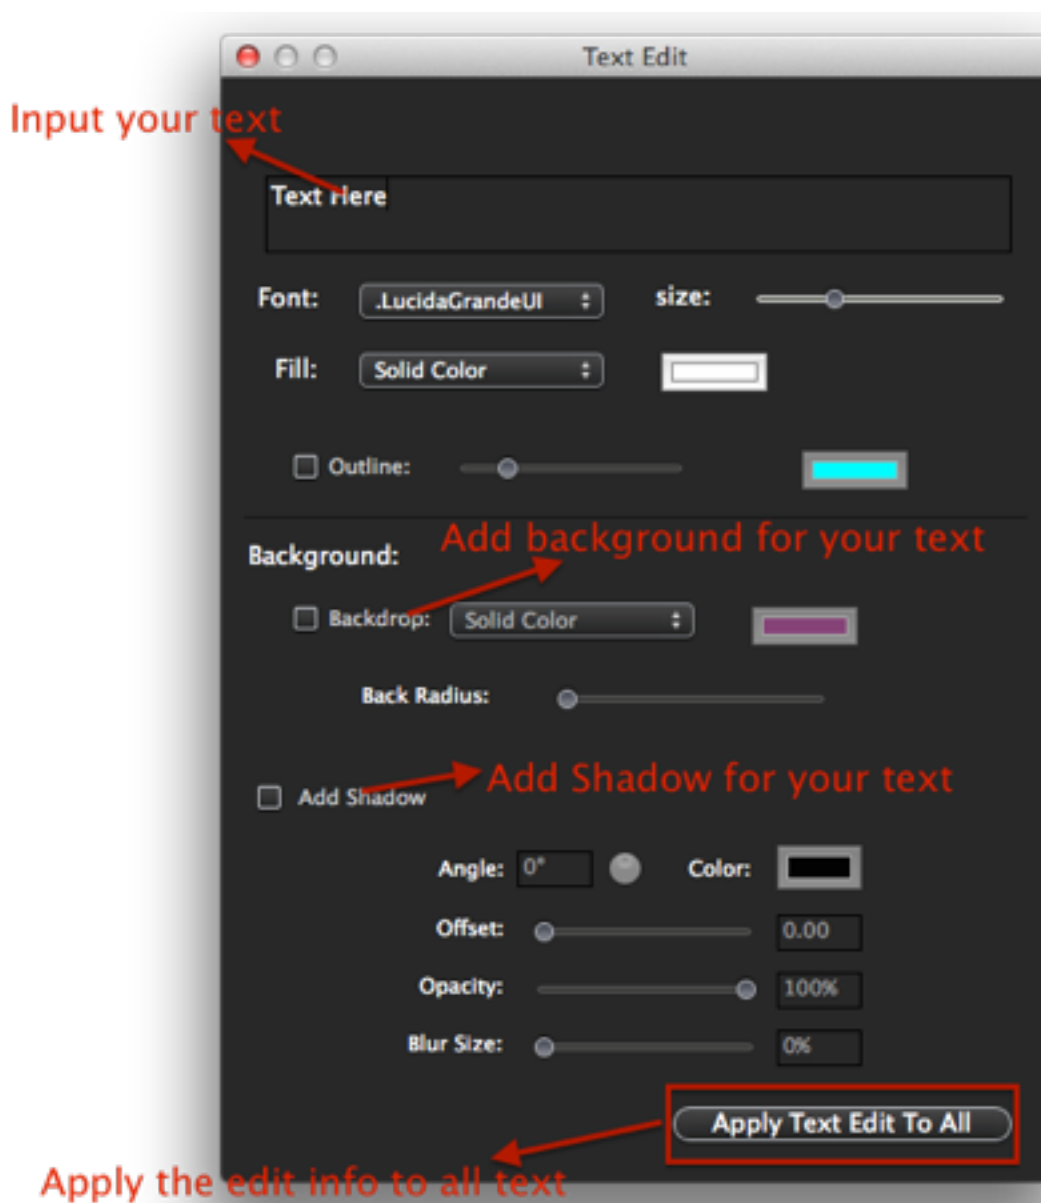 Text Edit
Input your text
Text Here
Font: .LucidaGrandeUI size:
Fill: Solid Color
Outline:
Add background for your text
Background:
Backdrop: Solid Color
Back Radius:
Add Shadow for your text
Add Shadow
Angle: 0° Color:
Offset: 0.00
Opacity: 100%
Blur Size: 0%
Apply Text Edit To All
Apply the edit info to all text